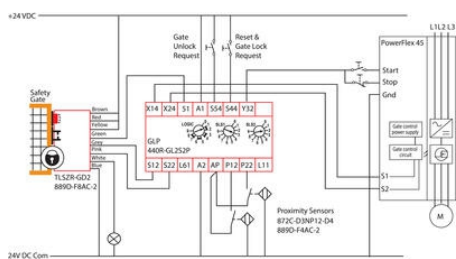 +24 VDC
L1 L2 L3
Gate
Unlock
Request
Reset &
Gate Lock
Request
PowerFlex 45
Start
Stop
Gnd
Safety
Gate
Brown
Red
Yellow
Green
Grey
Pink
White
Blue
X14 X24 S1 A1 S54 S44 Y32
LOGIC SL01 SL02
GLP
440R-GL2S2P
S12 S22 L61 A2 AP P12 P22 L11
TLSZR-GD2
889D-F8AC-2
Gate control
power supply
Gate control
circuit
S1
S2
M
Proximity Sensors
872C-D3NP12-D4
889D-F4AC-2
24V DC Com